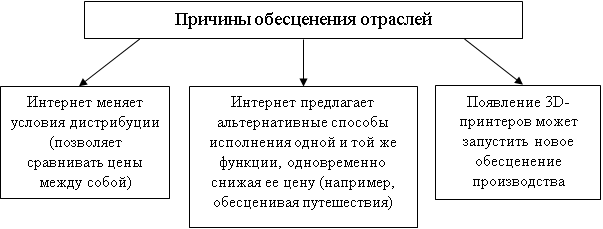 Причины обесценения отраслей
Интернет меняет
условия дистрибуции
(позволяет
сравнивать цены
между собой)
Интернет предлагает
альтернативные способы
исполнения одной и той же
функции, одновременно
снижая ее цену (например,
обесценивая путешествия)
Появление 3D-
принтеров может
запустить новое
обесценение
производства